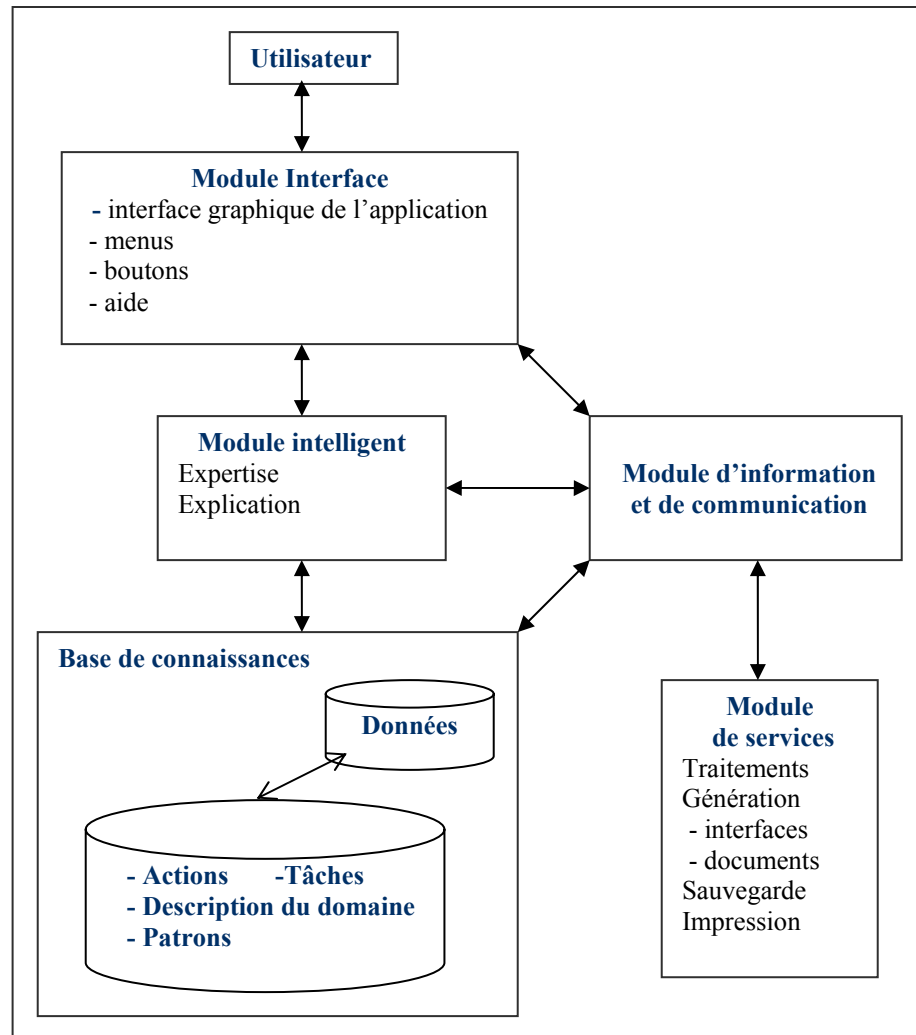 Utilisateur
Module Interface
- interface graphique de l’application
- menus
- boutons
- aide
Module intelligent
Expertise
Explication
Module d’information
et de communication
Base de connaissances
Données
- Actions -Tâches
- Description du domaine
- Patrons
Module
de services
Traitements
Génération
- interfaces
- documents
Sauvegarde
Impression